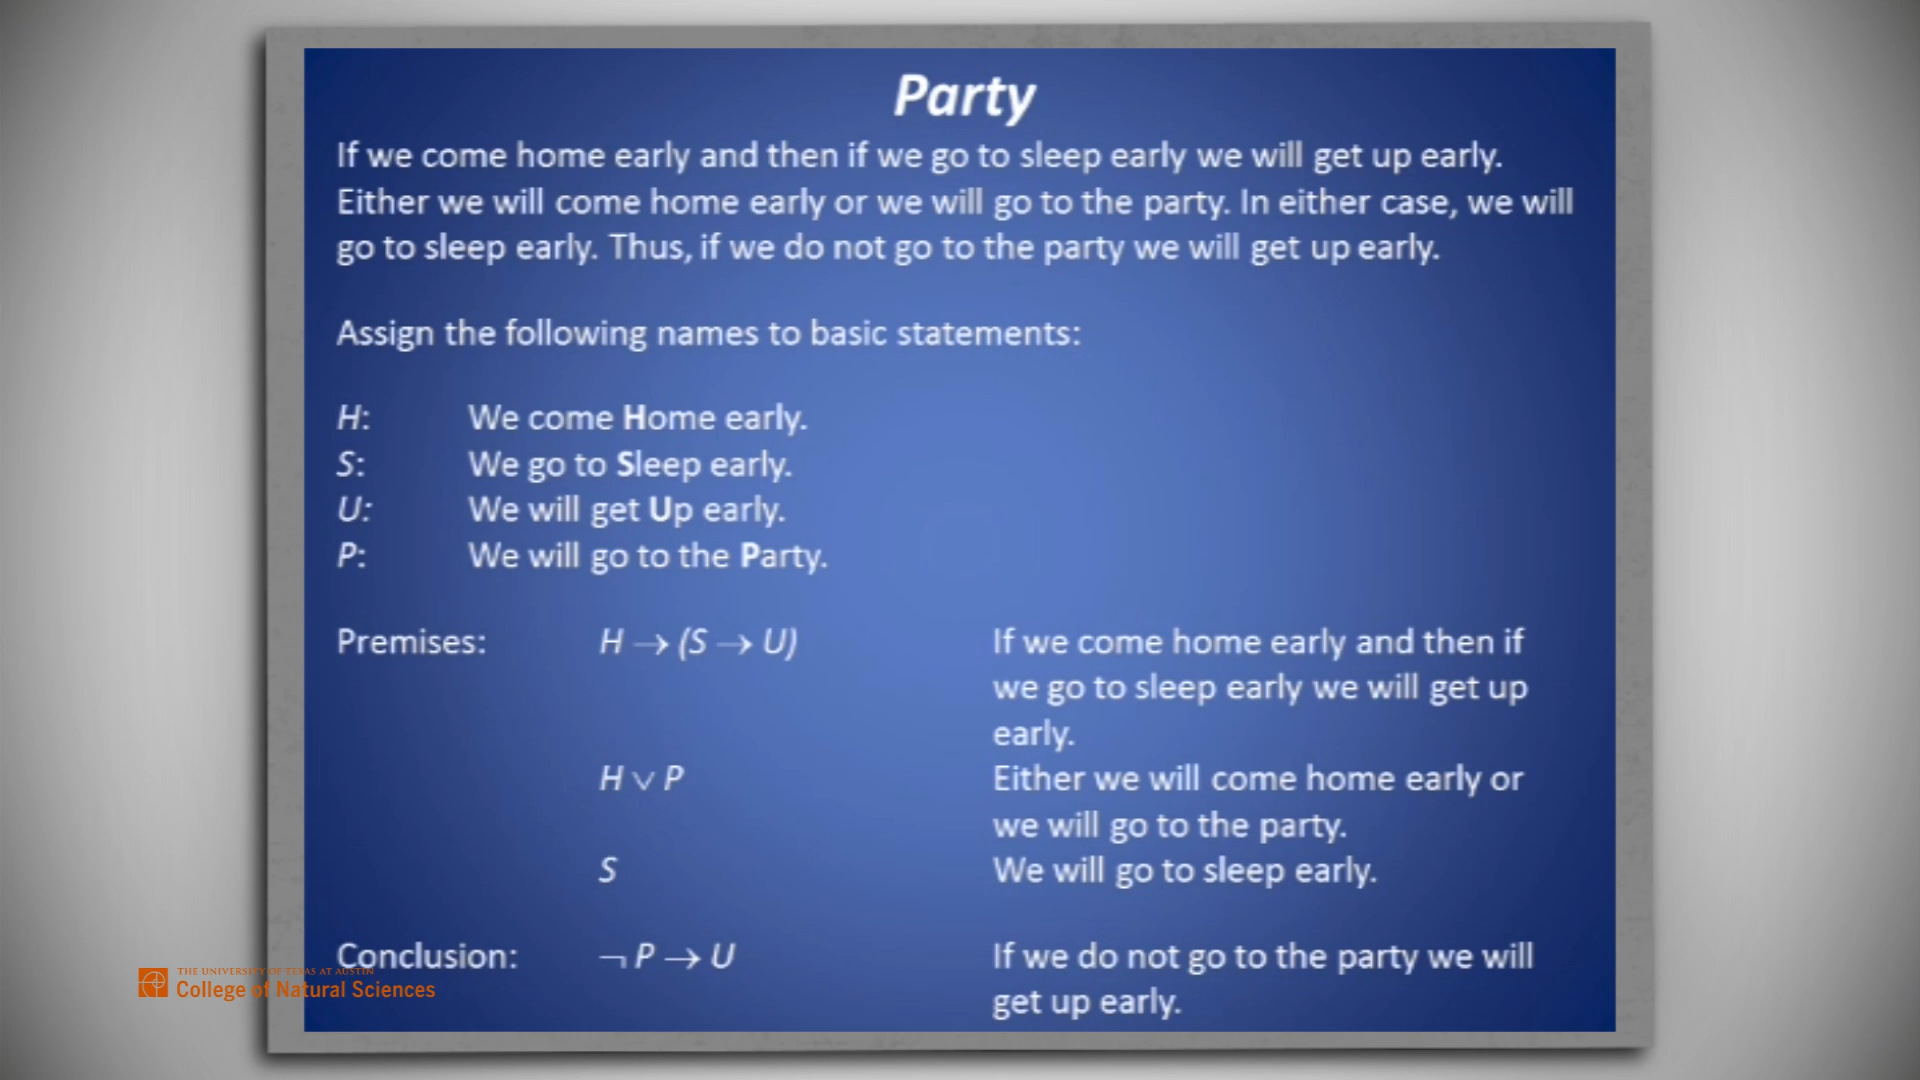 Party
If we come home early and then if we go to sleep early we will get up early.
Either we will come home early or we will go to the party. In either case, we will
go to sleep early. Thus, if we do not go to the party we will get up early.
Assign the following names to basic statements:
H: We come Home early.
S: We go to Sleep early.
U: We will get Up early.
P: We will go to the Party.
Premises: H → (S → U) If we come home early and then if
we go to sleep early we will get up
early.
H ∨ P Either we will come home early or
we will go to the party.
S We will go to sleep early.
Conclusion: ¬ P → U If we do not go to the party we will
get up early.
THE UNIVERSITY OF TEXAS AT AUSTIN
College of Natural Sciences